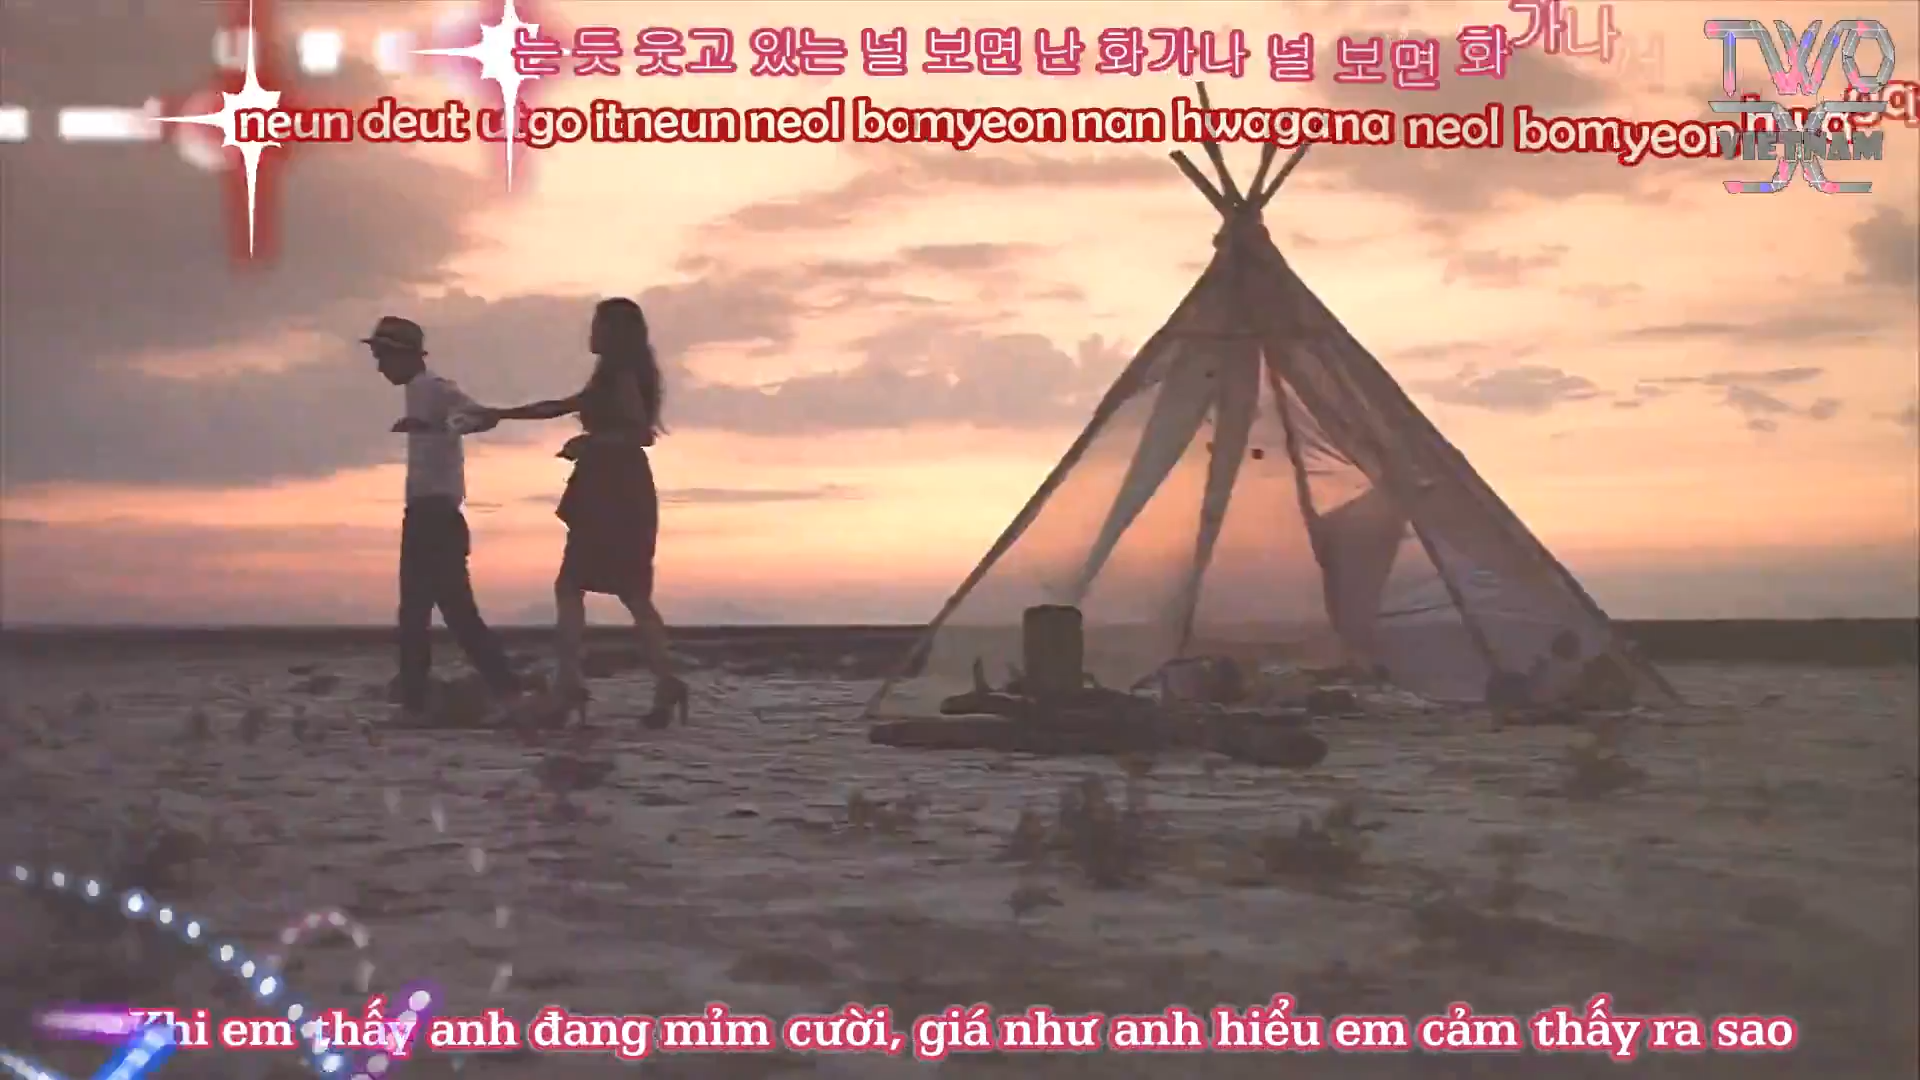 는 듯 웃고 있는 널 보면 난 화가나 널 보면 화가나
neun deut utgo itneun neol bomyeon nan hwagana neol bomyeon
TWO X
VIETNAM
Khi em thấy anh đang mỉm cười, giá như anh hiểu em cảm thấy ra sao